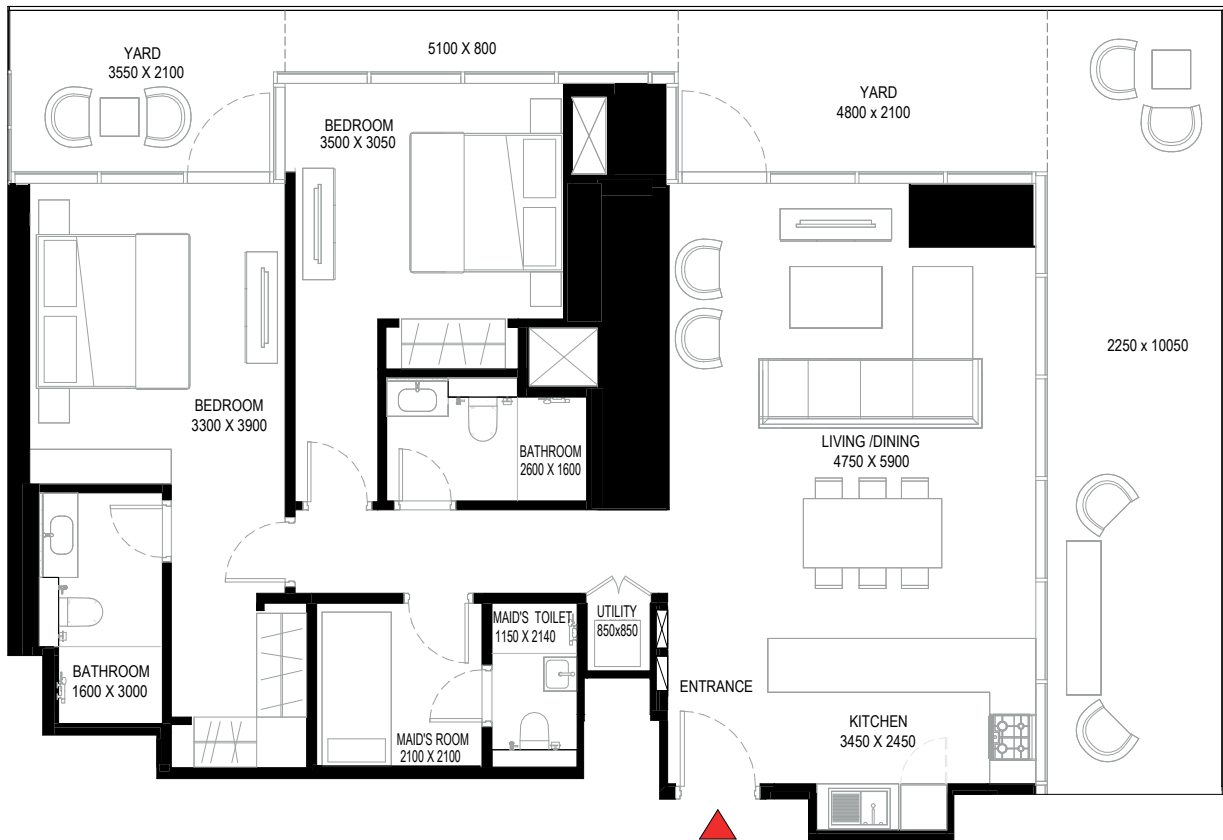 YARD
3550 X 2100
5100 X 800
YARD
4800 x 2100
BEDROOM
3500 X 3050
2250 x 10050
BEDROOM
3300 X 3900
BATHROOM
2600 X 1600
LIVING /DINING
4750 X 5900
MAID'S TOILET
1150 X 2140
UTILITY
850x850
BATHROOM
1600 X 3000
ENTRANCE
MAID'S ROOM
2100 X 2100
KITCHEN
3450 X 2450